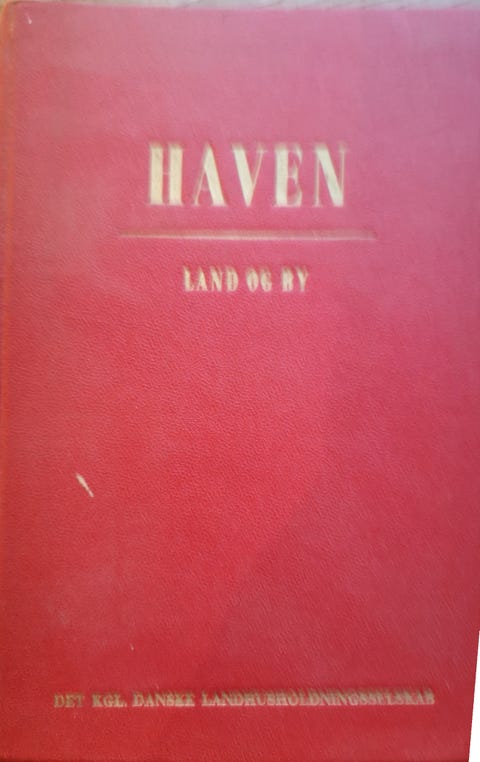 HAVEN
LAND OG BY
DET KGL. DANSKE LANDHUSHOLDNINGSSELSKAB